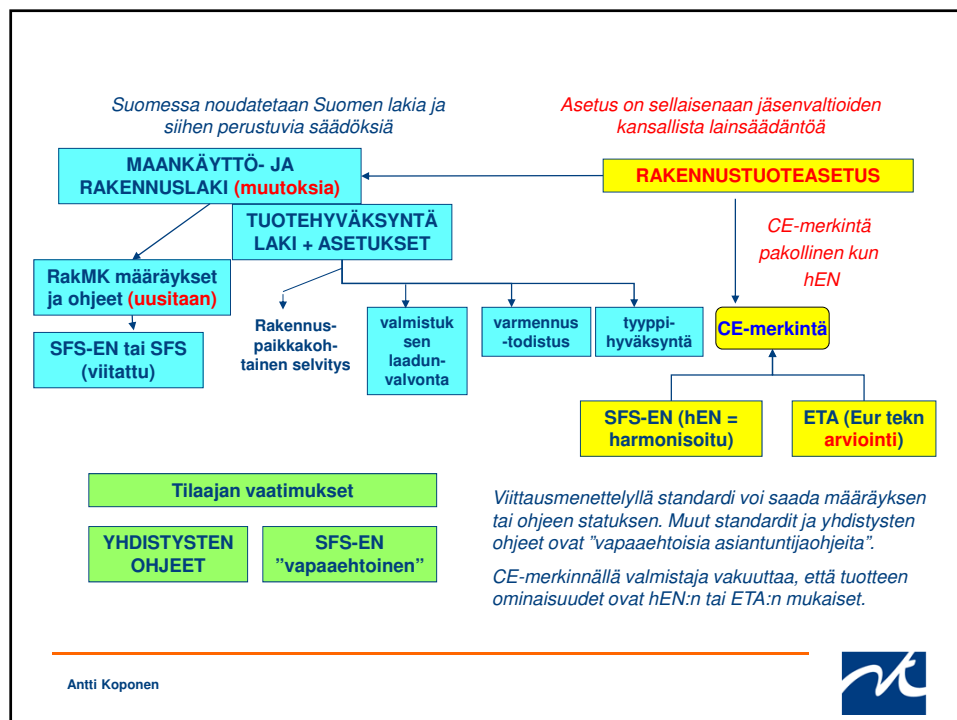 Suomessa noudatetaan Suomen lakia ja
siihen perustuvia säädöksiä
Asetus on sellaisenaan jäsenvaltioiden
kansallista lainsäädäntöä
MAANKÄYTTÖ- JA
RAKENNUSLAKI (muutoksia)
RAKENNUSTUOTEASETUS
TUOTEHYVÄKSYNTÄ
LAKI + ASETUKSET
CE-merkintä
pakollinen kun
hEN
RakMK määräykset
ja ohjeet (uusitaan)
SFS-EN tai SFS
(viitattu)
Rakennus-
paikkakoh-
tainen selvitys
valmistuk
sen
laadun-
valvonta
varmennus
-todistus
tyyppi-
hyväksyntä
CE-merkintä
SFS-EN (hEN =
harmonisoitu)
ETA (Eur tekn
arviointi)
Tilaajan vaatimukset
YHDISTYSTEN
OHJEET
SFS-EN
”vapaaehtoinen”
Viittausmenettelyllä standardi voi saada määräyksen
tai ohjeen statuksen. Muut standardit ja yhdistysten
ohjeet ovat ”vapaaehtoisia asiantuntijaohjeita”.
CE-merkinnällä valmistaja vakuuttaa, että tuotteen
ominaisuudet ovat hEN:n tai ETA:n mukaiset.
Antti Koponen